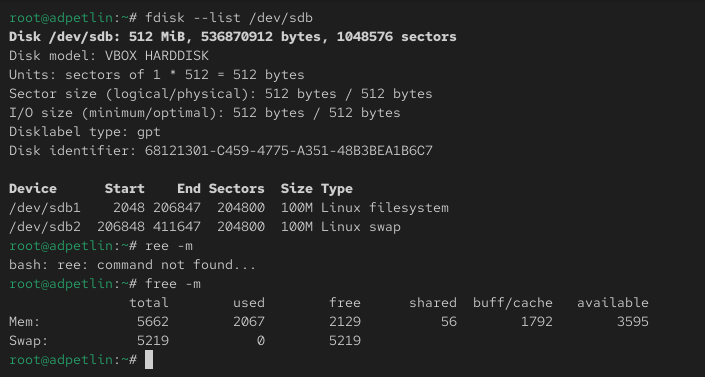 root@adpetlin:~# fdisk --list /dev/sdb
Disk /dev/sdb: 512 MiB, 536870912 bytes, 1048576 sectors
Disk model: VBOX HARDDISK
Units: sectors of 1 * 512 = 512 bytes
Sector size (logical/physical): 512 bytes / 512 bytes
I/O size (minimum/optimal): 512 bytes / 512 bytes
Disklabel type: gpt
Disk identifier: 68121301-C459-4775-A351-48B3BEA1B6C7
Device      Start    End Sectors  Size Type
/dev/sdb1    2048 206847  204800  100M Linux filesystem
/dev/sdb2  206848 411647  204800  100M Linux swap
root@adpetlin:~# ree -m
bash: ree: command not found...
root@adpetlin:~# free -m
               total        used        free      shared  buff/cache   available
Mem:            5662        2067        2129          56        1792        3595
Swap:           5219           0        5219
root@adpetlin:~#